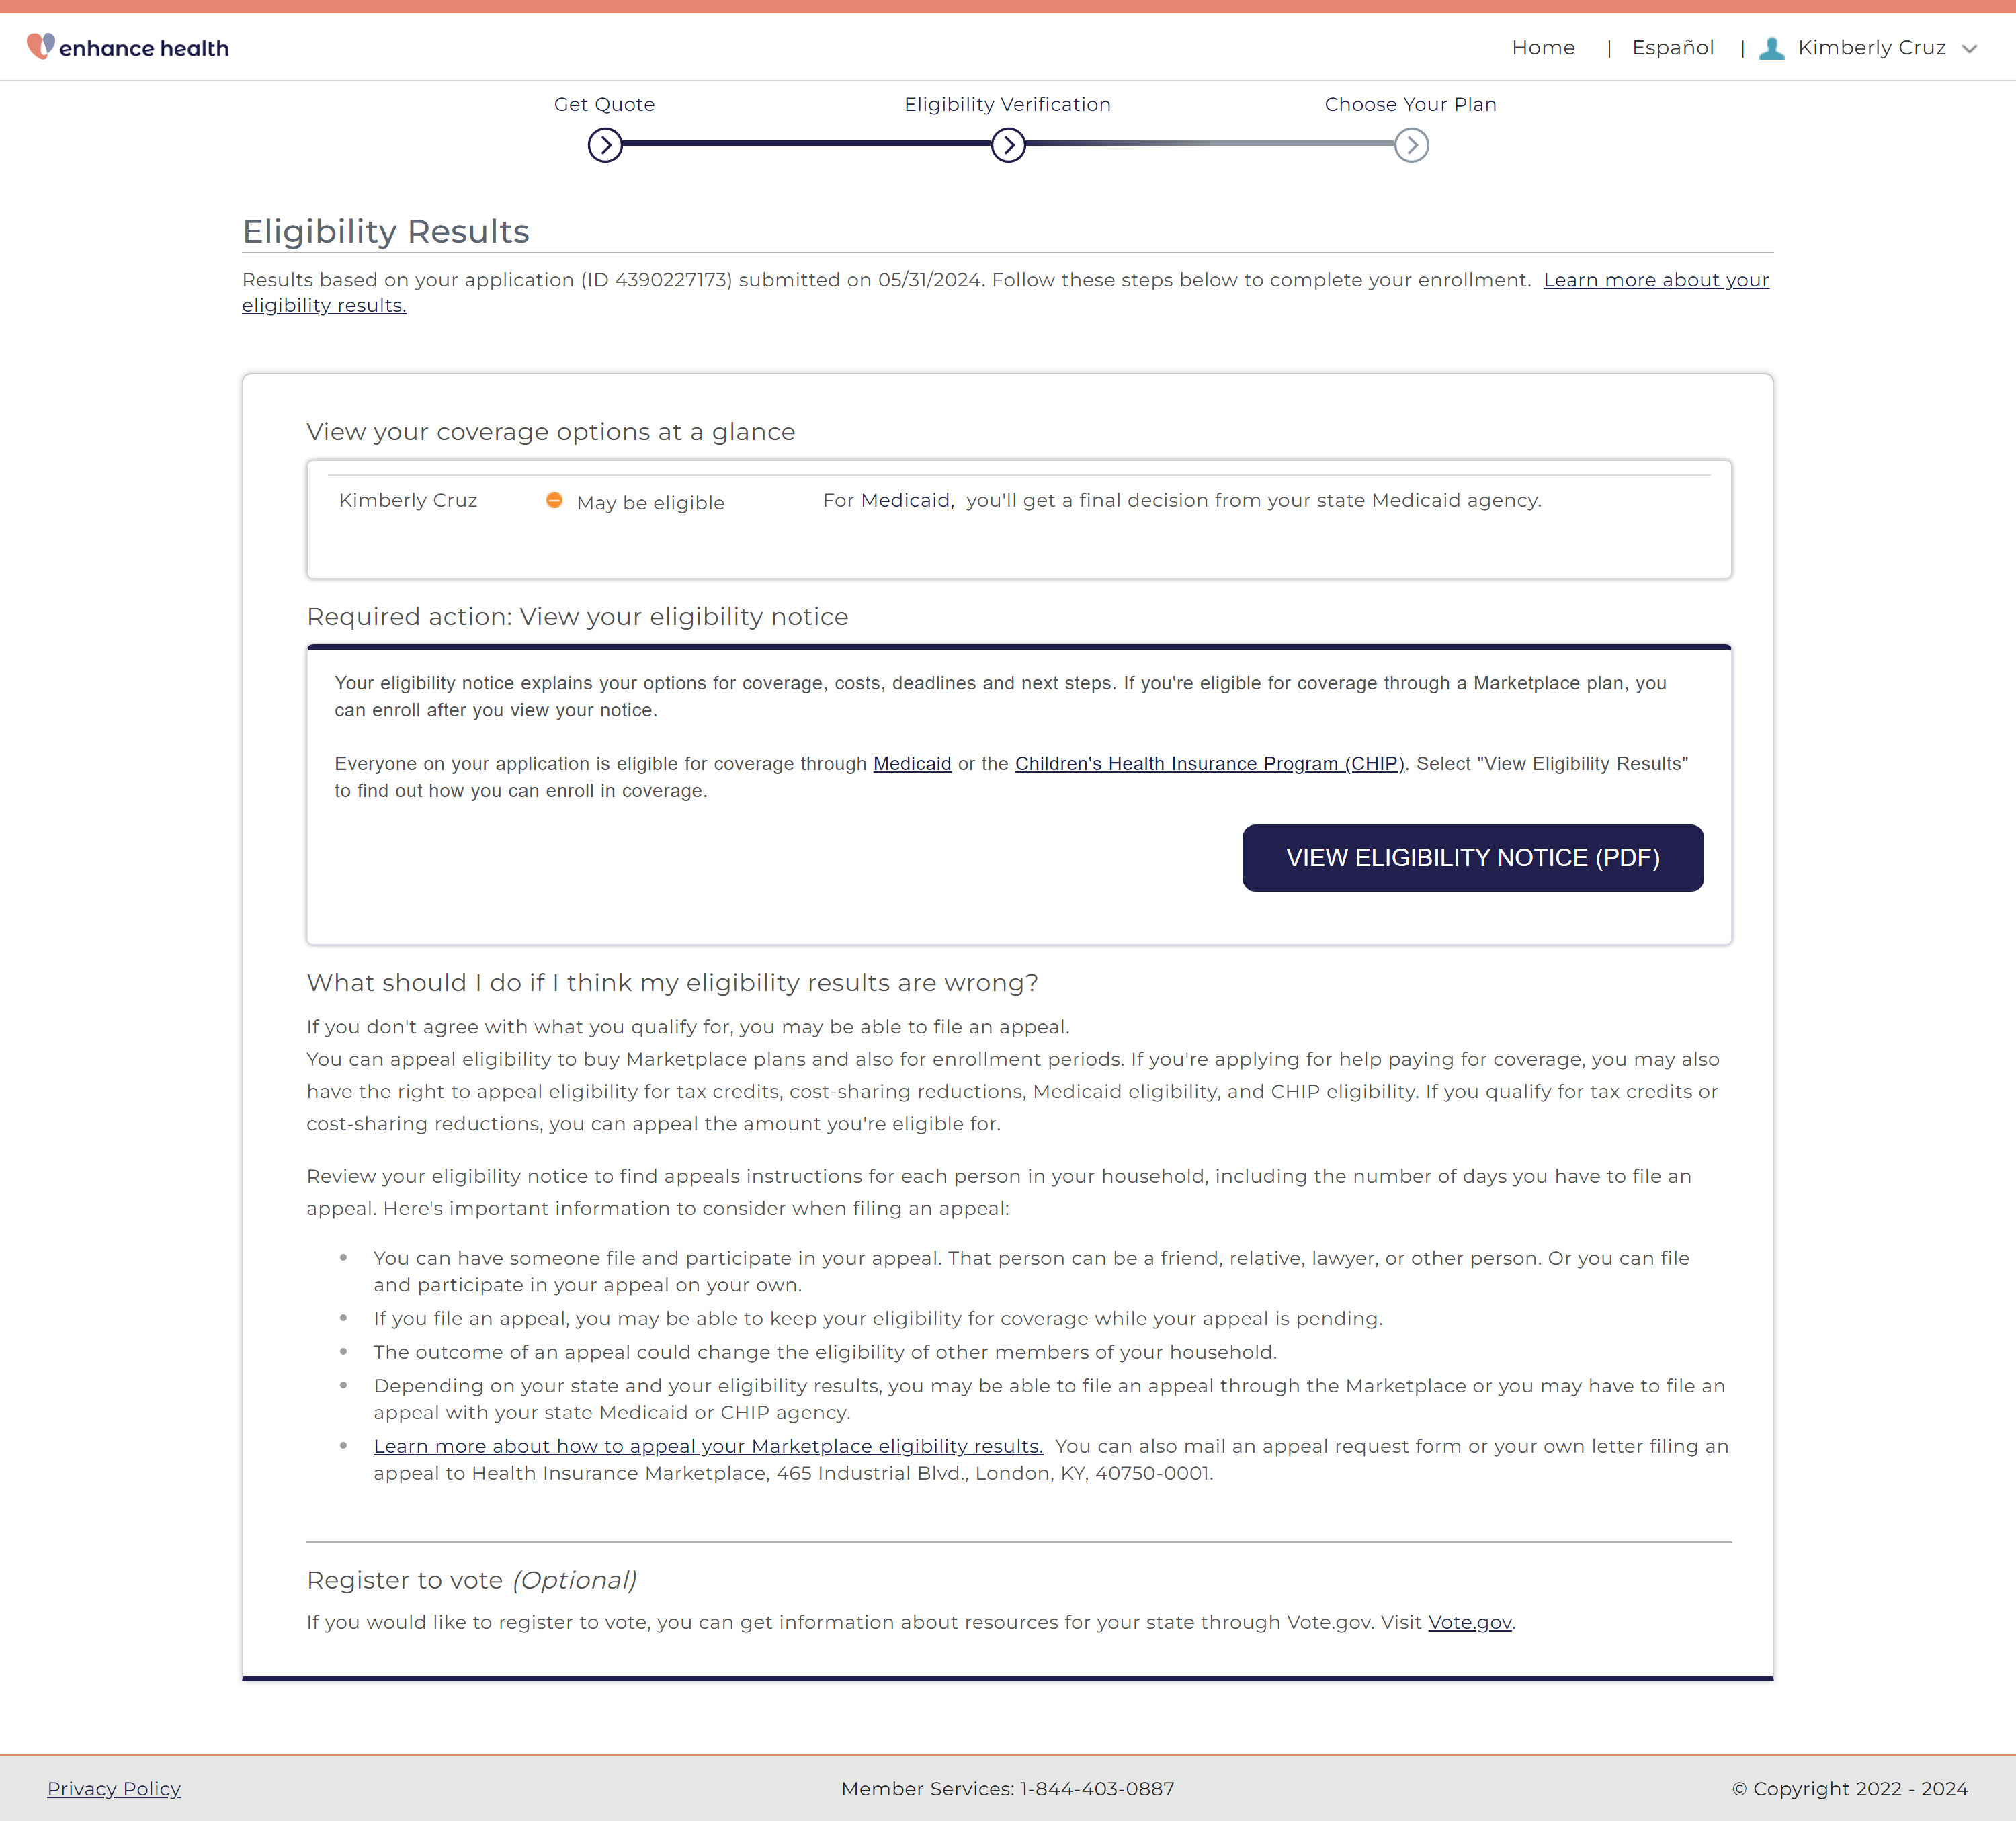 enhance health
Home | Español | Kimberly Cruz
Get Quote
Eligibility Verification
Choose Your Plan
Eligibility Results
Results based on your application (ID 4390227173) submitted on 05/31/2024. Follow these steps below to complete your enrollment. Learn more about your
eligibility results.
View your coverage options at a glance
Kimberly Cruz May be eligible For Medicaid, you'll get a final decision from your state Medicaid agency.
Required action: View your eligibility notice
Your eligibility notice explains your options for coverage, costs, deadlines and next steps. If you're eligible for coverage through a Marketplace plan, you
can enroll after you view your notice.
Everyone on your application is eligible for coverage through Medicaid or the Children's Health Insurance Program (CHIP). Select "View Eligibility Results"
to find out how you can enroll in coverage.
VIEW ELIGIBILITY NOTICE (PDF)
What should I do if I think my eligibility results are wrong?
If you don't agree with what you qualify for, you may be able to file an appeal.
You can appeal eligibility to buy Marketplace plans and also for enrollment periods. If you're applying for help paying for coverage, you may also
have the right to appeal eligibility for tax credits, cost-sharing reductions, Medicaid eligibility, and CHIP eligibility. If you qualify for tax credits or
cost-sharing reductions, you can appeal the amount you're eligible for.
Review your eligibility notice to find appeals instructions for each person in your household, including the number of days you have to file an
appeal. Here's important information to consider when filing an appeal:
• You can have someone file and participate in your appeal. That person can be a friend, relative, lawyer, or other person. Or you can file
and participate in your appeal on your own.
• If you file an appeal, you may be able to keep your eligibility for coverage while your appeal is pending.
• The outcome of an appeal could change the eligibility of other members of your household.
• Depending on your state and your eligibility results, you may be able to file an appeal through the Marketplace or you may have to file an
appeal with your state Medicaid or CHIP agency.
• Learn more about how to appeal your Marketplace eligibility results. You can also mail an appeal request form or your own letter filing an
appeal to Health Insurance Marketplace, 465 Industrial Blvd., London, KY, 40750-0001.
Register to vote (Optional)
If you would like to register to vote, you can get information about resources for your state through Vote.gov. Visit Vote.gov.
Privacy Policy
Member Services: 1-844-403-0887
© Copyright 2022 - 2024